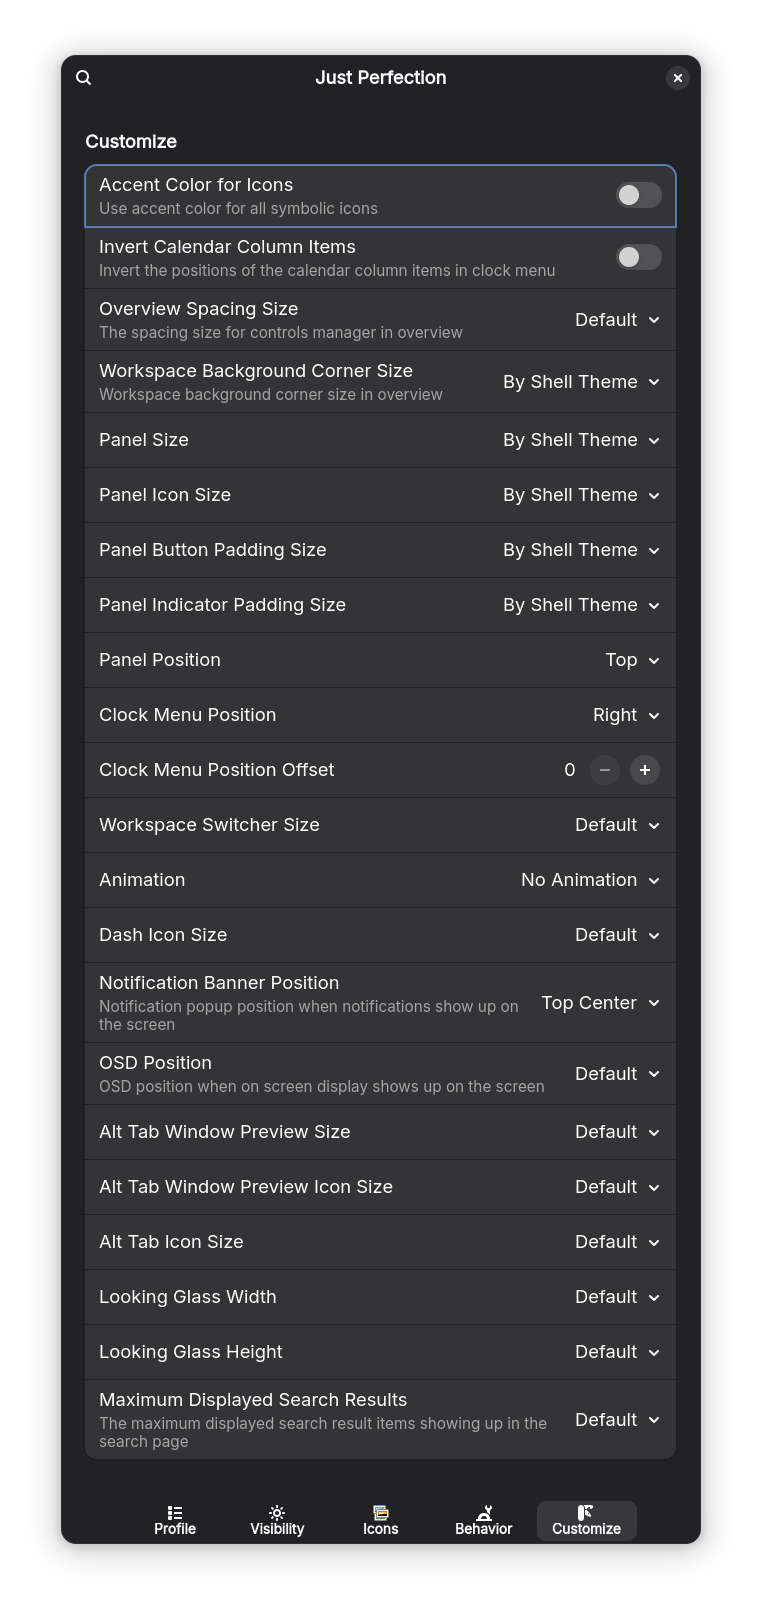 Just Perfection
Customize
Accent Color for Icons
Use accent color for all symbolic icons
Invert Calendar Column Items
Invert the positions of the calendar column items in clock menu
Overview Spacing Size
The spacing size for controls manager in overview
Default
Workspace Background Corner Size
Workspace background corner size in overview
By Shell Theme
Panel Size
By Shell Theme
Panel Icon Size
By Shell Theme
Panel Button Padding Size
By Shell Theme
Panel Indicator Padding Size
By Shell Theme
Panel Position
Top
Clock Menu Position
Right
Clock Menu Position Offset
0
Workspace Switcher Size
Default
Animation
No Animation
Dash Icon Size
Default
Notification Banner Position
Notification popup position when notifications show up on
the screen
Top Center
OSD Position
OSD position when on screen display shows up on the screen
Default
Alt Tab Window Preview Size
Default
Alt Tab Window Preview Icon Size
Default
Alt Tab Icon Size
Default
Looking Glass Width
Default
Looking Glass Height
Default
Maximum Displayed Search Results
The maximum displayed search result items showing up in the
search page
Default
Profile
Visibility
Icons
Behavior
Customize